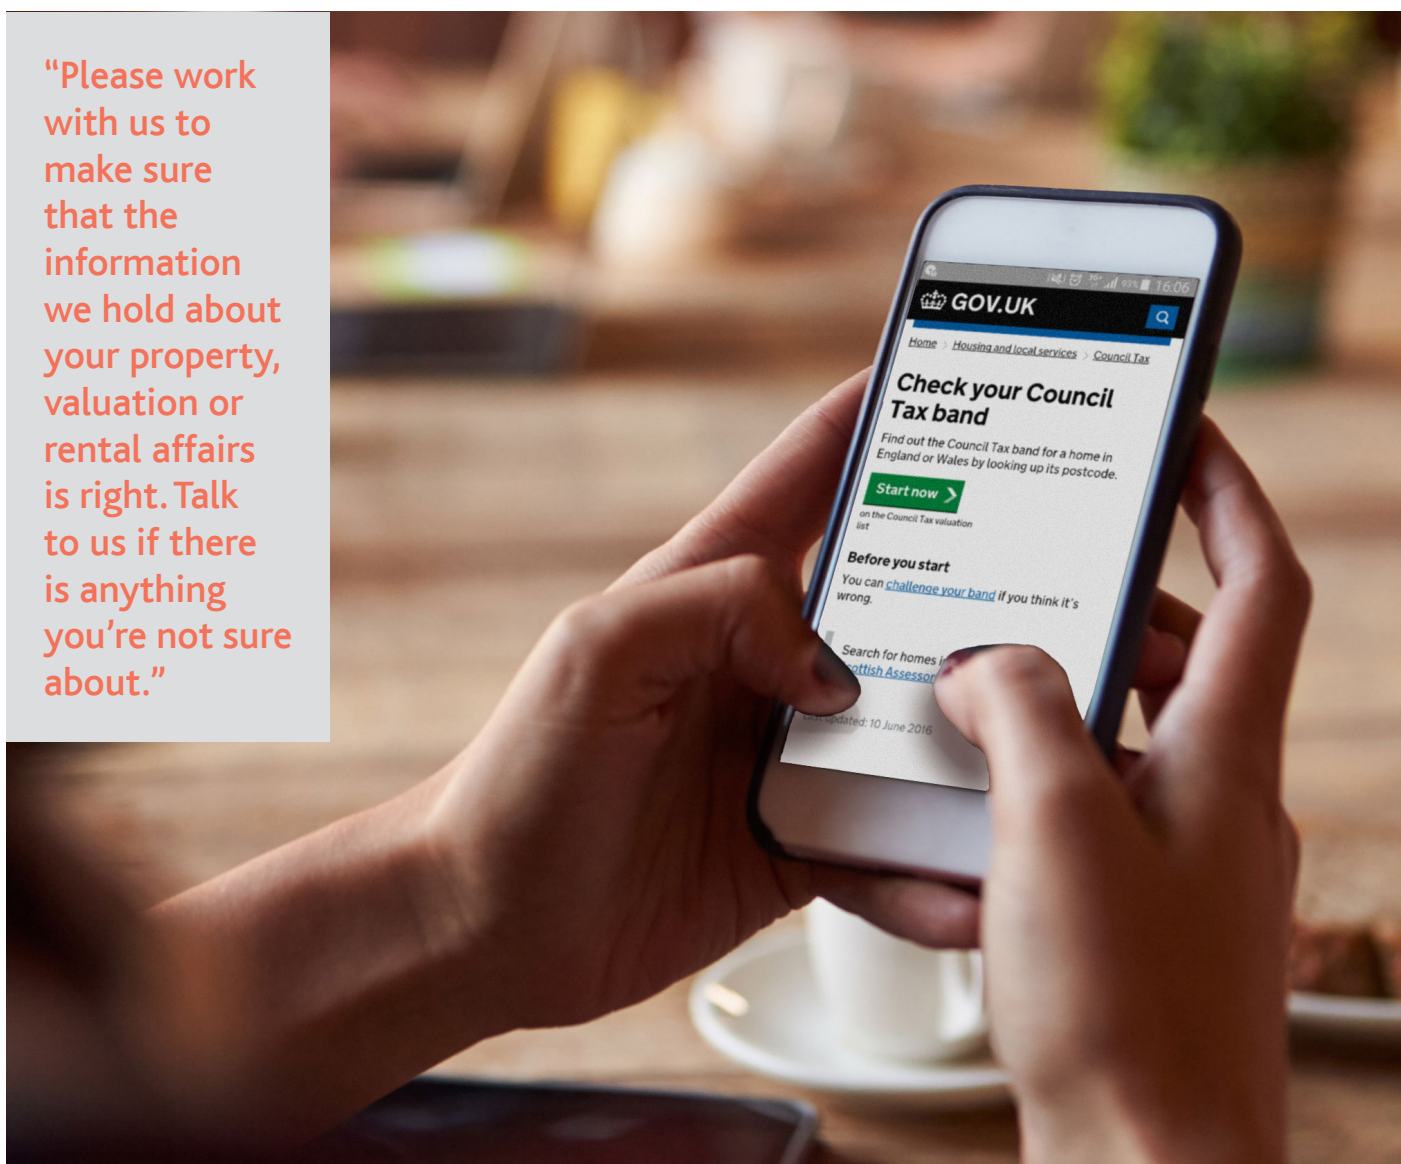 “Please work
with us to
make sure
that the
information
we hold about
your property,
valuation or
rental affairs
is right. Talk
to us if there
is anything
you’re not sure
about.”
93% 16:06
GOV.UK
Home > Housing and local services > Council Tax
Check your Council
Tax band
Find out the Council Tax band for a home in
England or Wales by looking up its postcode.
Start now
on the Council Tax valuation
list
Before you start
You can challenge your band if you think it’s
wrong.
Search for homes
Last updated: 10 June 2016